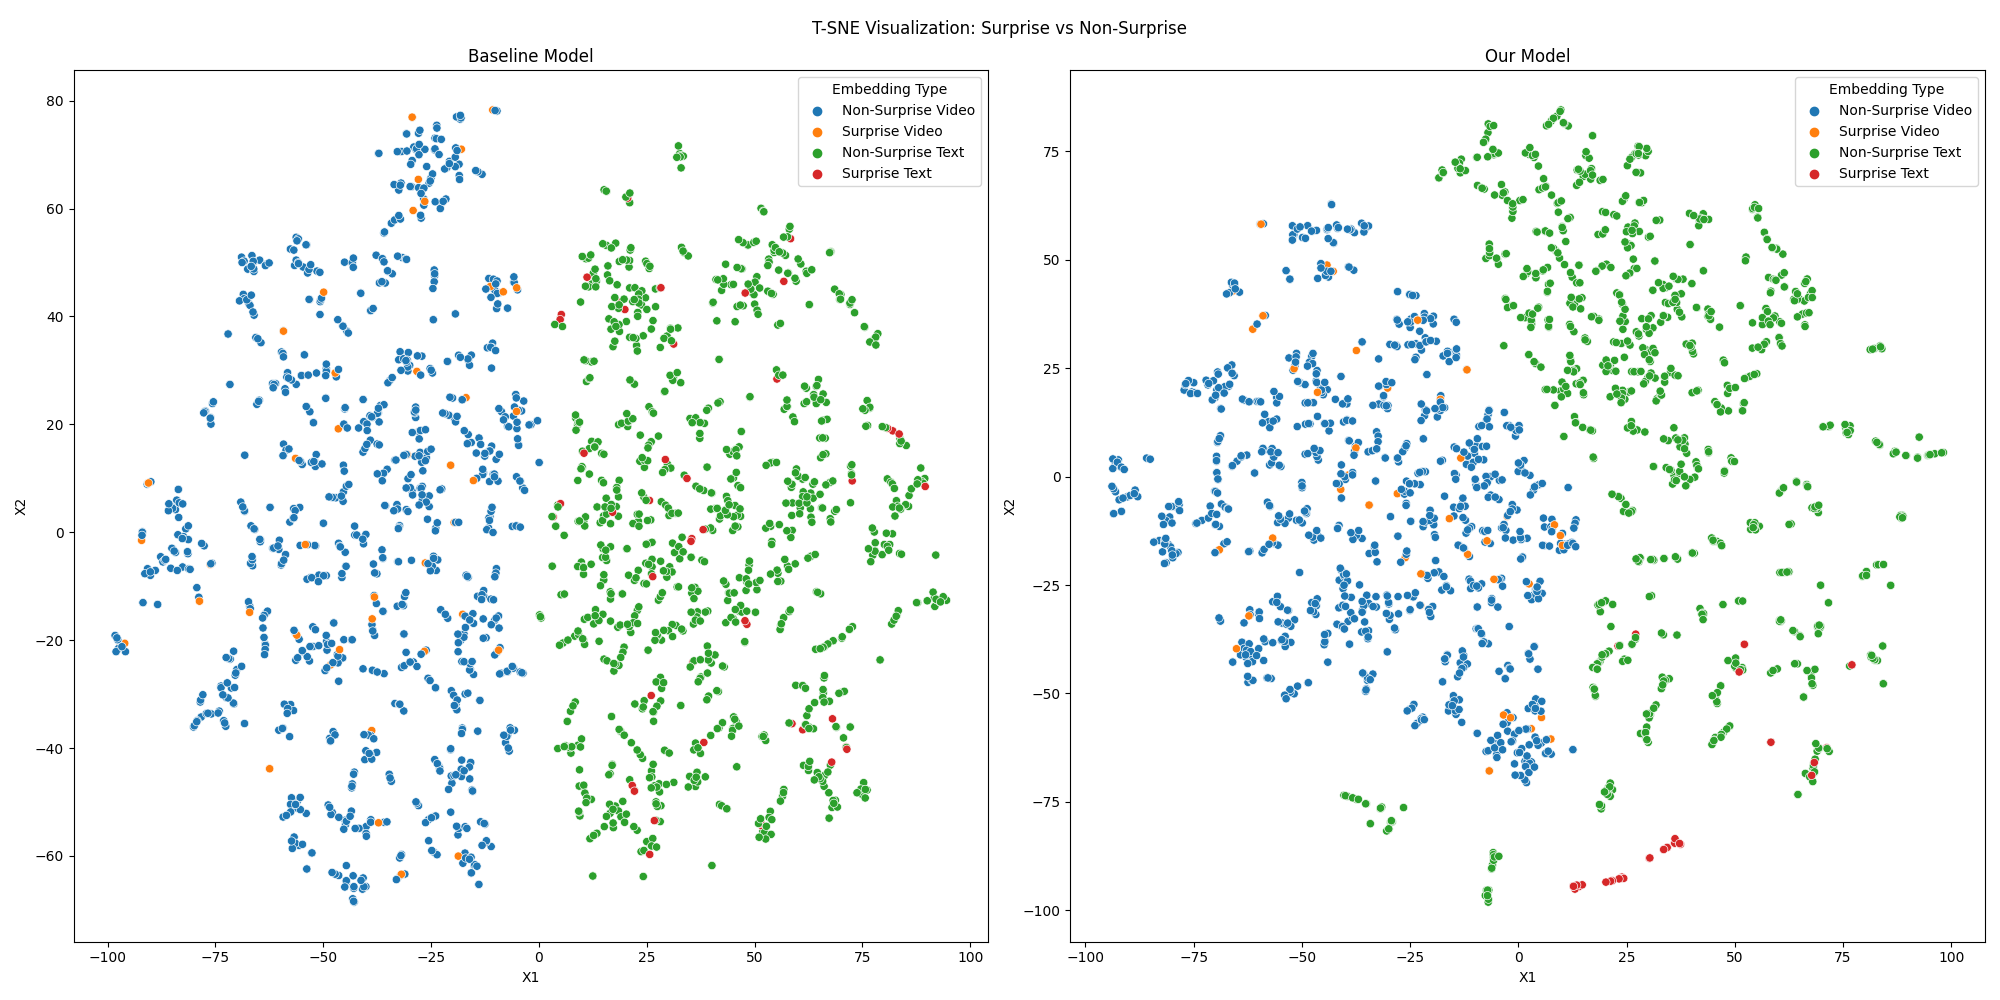 T-SNE Visualization: Surprise vs Non-Surprise
Baseline Model
Embedding Type
Non-Surprise Video
Surprise Video
Non-Surprise Text
Surprise Text
80
60
40
20
0
−20
−40
−60
X2
−100
−75
−50
−25
0
25
50
75
100
X1
Our Model
Embedding Type
Non-Surprise Video
Surprise Video
Non-Surprise Text
Surprise Text
75
50
25
0
−25
−50
−75
−100
X2
−100
−75
−50
−25
0
25
50
75
100
X1